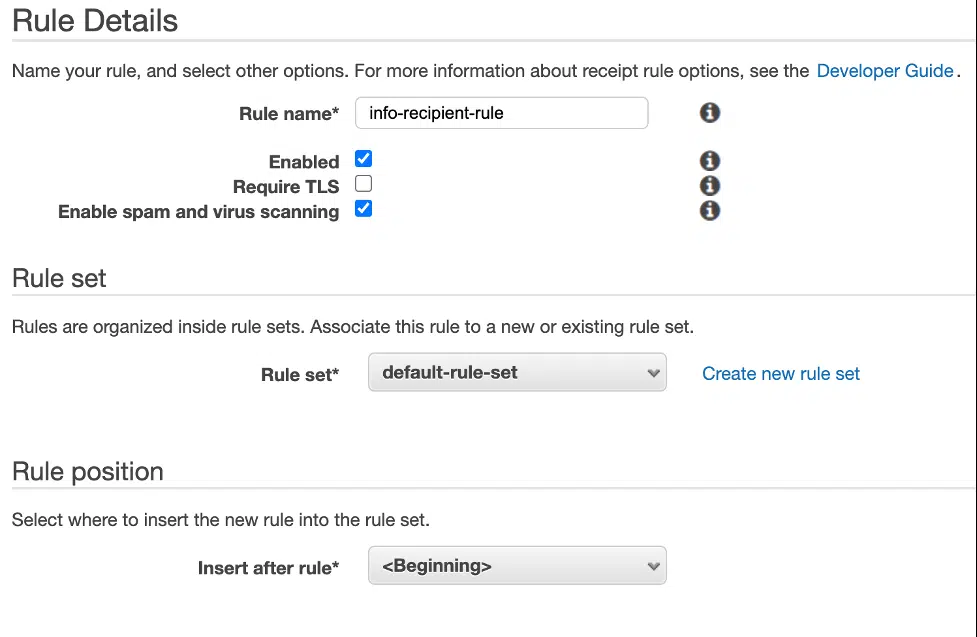 Rule Details
Name your rule, and select other options. For more information about receipt rule options, see the Developer Guide.
Rule name* info-recipient-rule
Enabled
Require TLS
Enable spam and virus scanning
Rule set
Rules are organized inside rule sets. Associate this rule to a new or existing rule set.
Rule set* default-rule-set Create new rule set
Rule position
Select where to insert the new rule into the rule set.
Insert after rule* <Beginning>